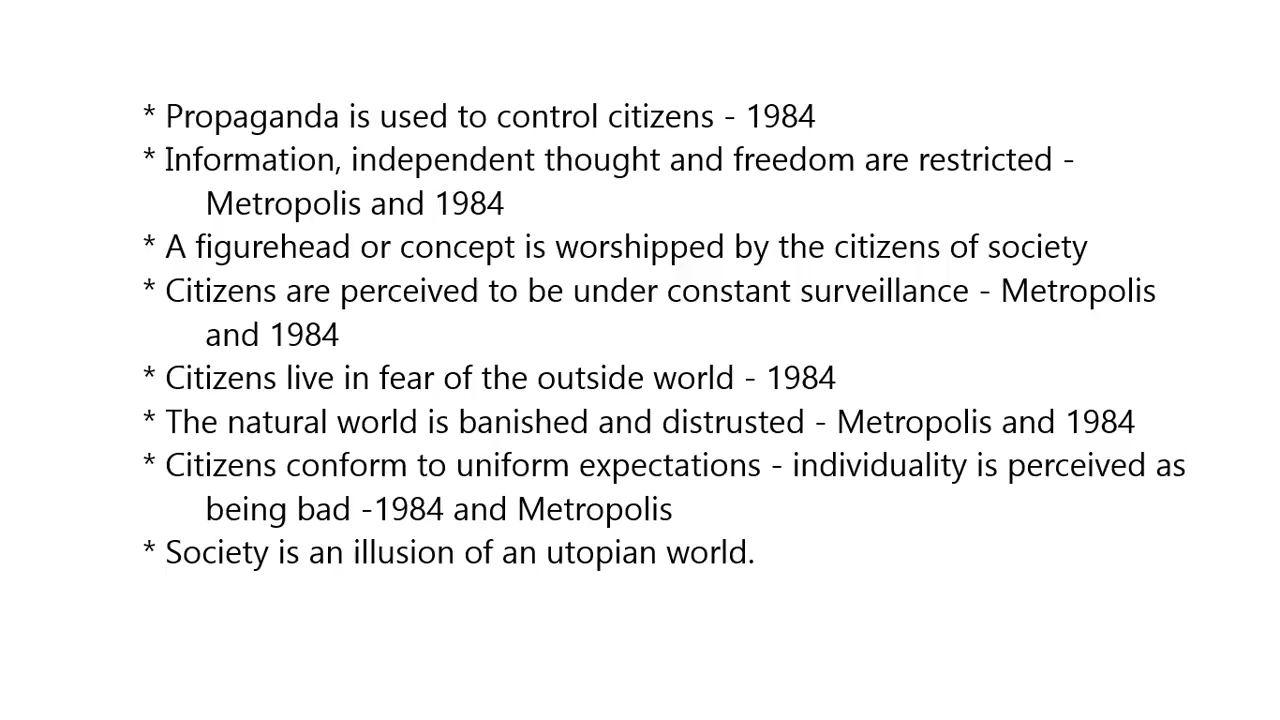 * Propaganda is used to control citizens - 1984
* Information, independent thought and freedom are restricted -
Metropolis and 1984
* A figurehead or concept is worshipped by the citizens of society
* Citizens are perceived to be under constant surveillance - Metropolis
and 1984
* Citizens live in fear of the outside world - 1984
* The natural world is banished and distrusted - Metropolis and 1984
* Citizens conform to uniform expectations - individuality is perceived as
being bad -1984 and Metropolis
* Society is an illusion of an utopian world.